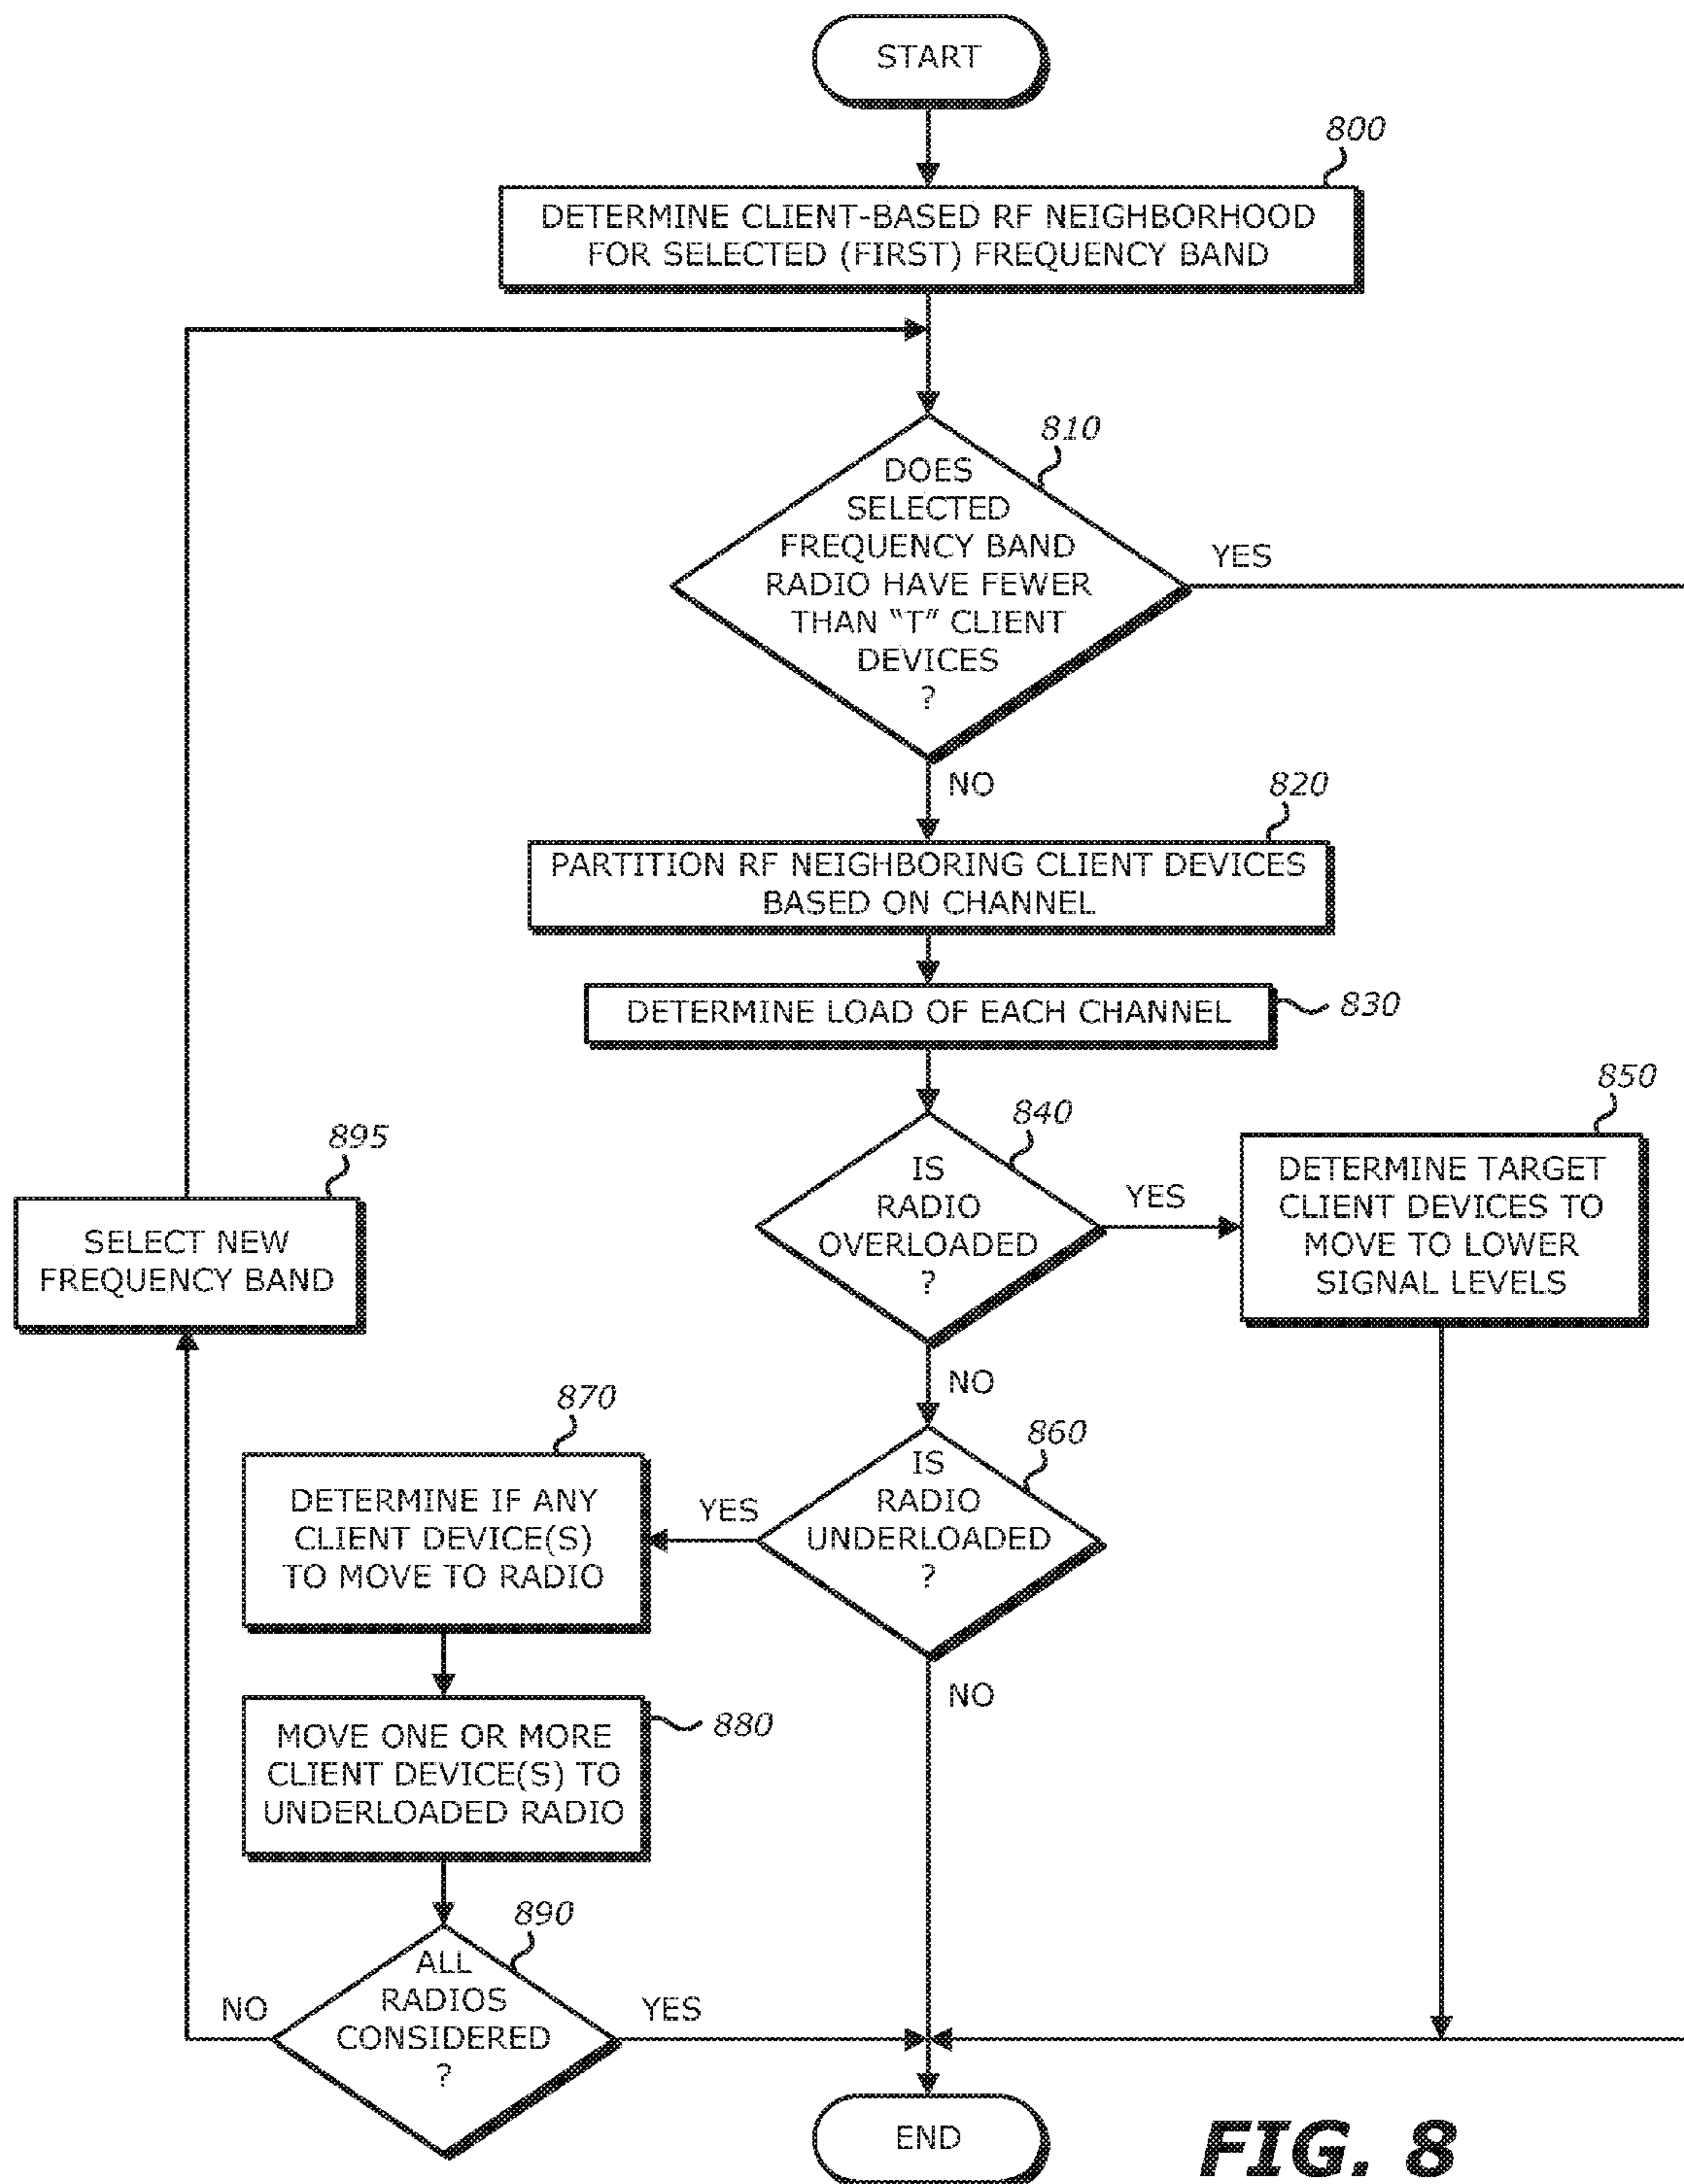 START
800
DETERMINE CLIENT-BASED RF NEIGHBORHOOD
FOR SELECTED (FIRST) FREQUENCY BAND
810
DOES
SELECTED
FREQUENCY BAND
RADIO HAVE FEWER
THAN “T” CLIENT
DEVICES
?
YES
NO
820
PARTITION RF NEIGHBORING CLIENT DEVICES
BASED ON CHANNEL
DETERMINE LOAD OF EACH CHANNEL
830
840
IS
RADIO
OVERLOADED
?
YES
850
DETERMINE TARGET
CLIENT DEVICES TO
MOVE TO LOWER
SIGNAL LEVELS
895
SELECT NEW
FREQUENCY BAND
NO
860
IS
RADIO
UNDERLOADED
?
YES
870
DETERMINE IF ANY
CLIENT DEVICE(S)
TO MOVE TO RADIO
NO
MOVE ONE OR MORE
CLIENT DEVICE(S) TO
UNDERLOADED RADIO
880
890
ALL
RADIOS
CONSIDERED
?
NO
YES
END
FIG. 8